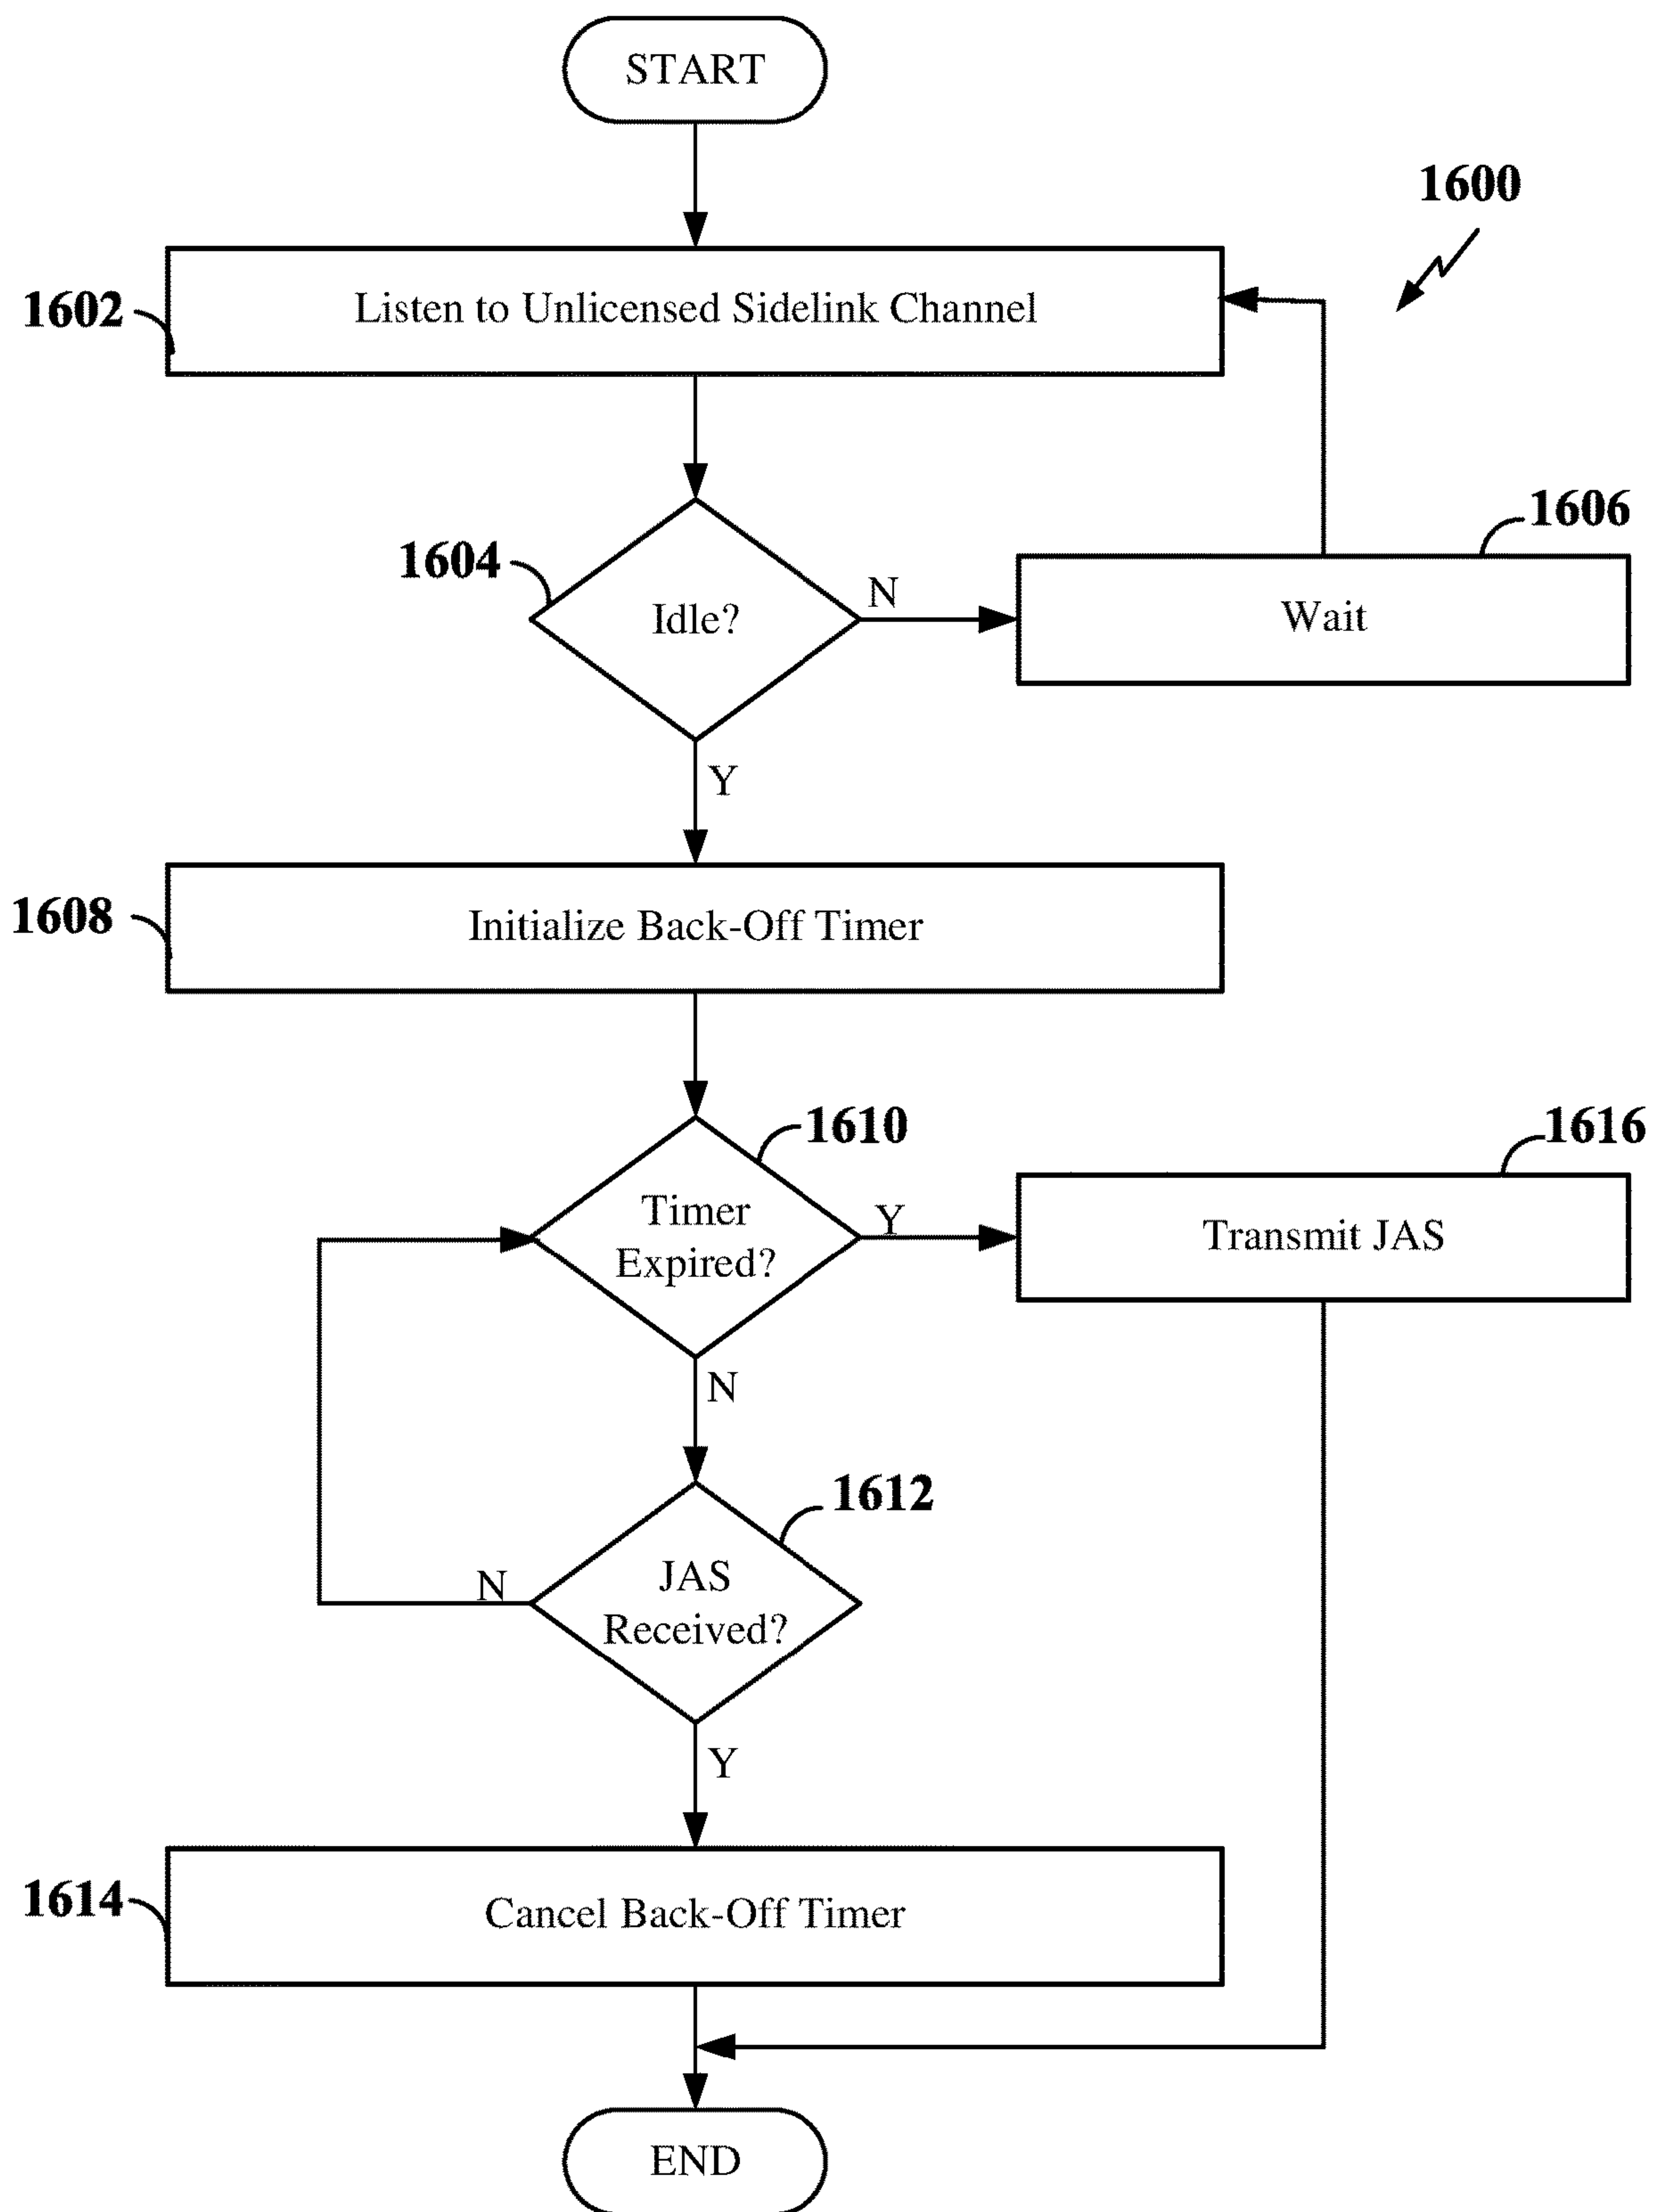 START
1600
1602
Listen to Unlicensed Sidelink Channel
1606
1604
Idle?
N
Wait
Y
1608
Initialize Back-Off Timer
1610
1616
Timer
Expired?
Y
Transmit JAS
N
1612
JAS
Received?
N
Y
1614
Cancel Back-Off Timer
END